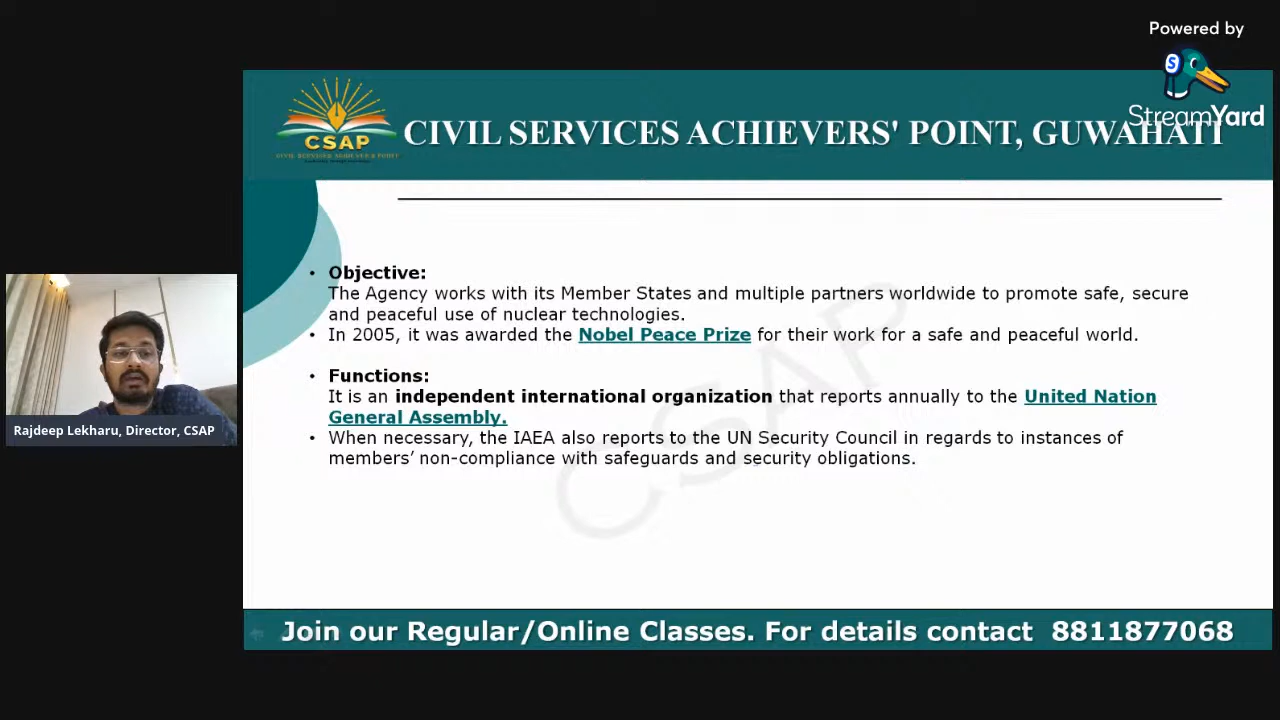 Powered by
StreamYard
CSAP
CIVIL SERVICES ACHIEVER'S POINT
CIVIL SERVICES ACHIEVERS' POINT, GUWAHATI
• Objective:
The Agency works with its Member States and multiple partners worldwide to promote safe, secure
and peaceful use of nuclear technologies.
• In 2005, it was awarded the Nobel Peace Prize for their work for a safe and peaceful world.
• Functions:
It is an independent international organization that reports annually to the United Nation
General Assembly.
• When necessary, the IAEA also reports to the UN Security Council in regards to instances of
members’ non-compliance with safeguards and security obligations.
CSAP
Rajdeep Lekharu, Director, CSAP
Join our Regular/Online Classes. For details contact 8811877068